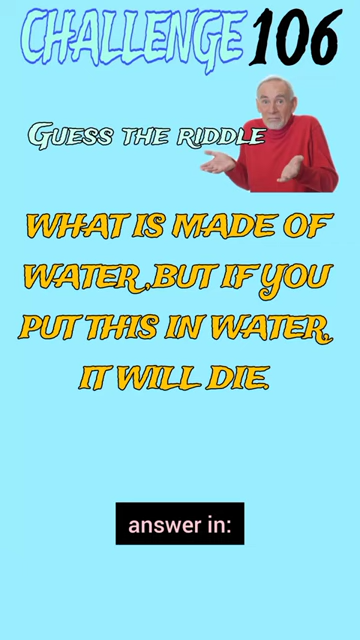 CHALLENGE 106
GUESS THE RIDDLE
WHAT IS MADE OF
WATER,BUT IF YOU
PUT THIS IN WATER,
IT WILL DIE.
answer in: